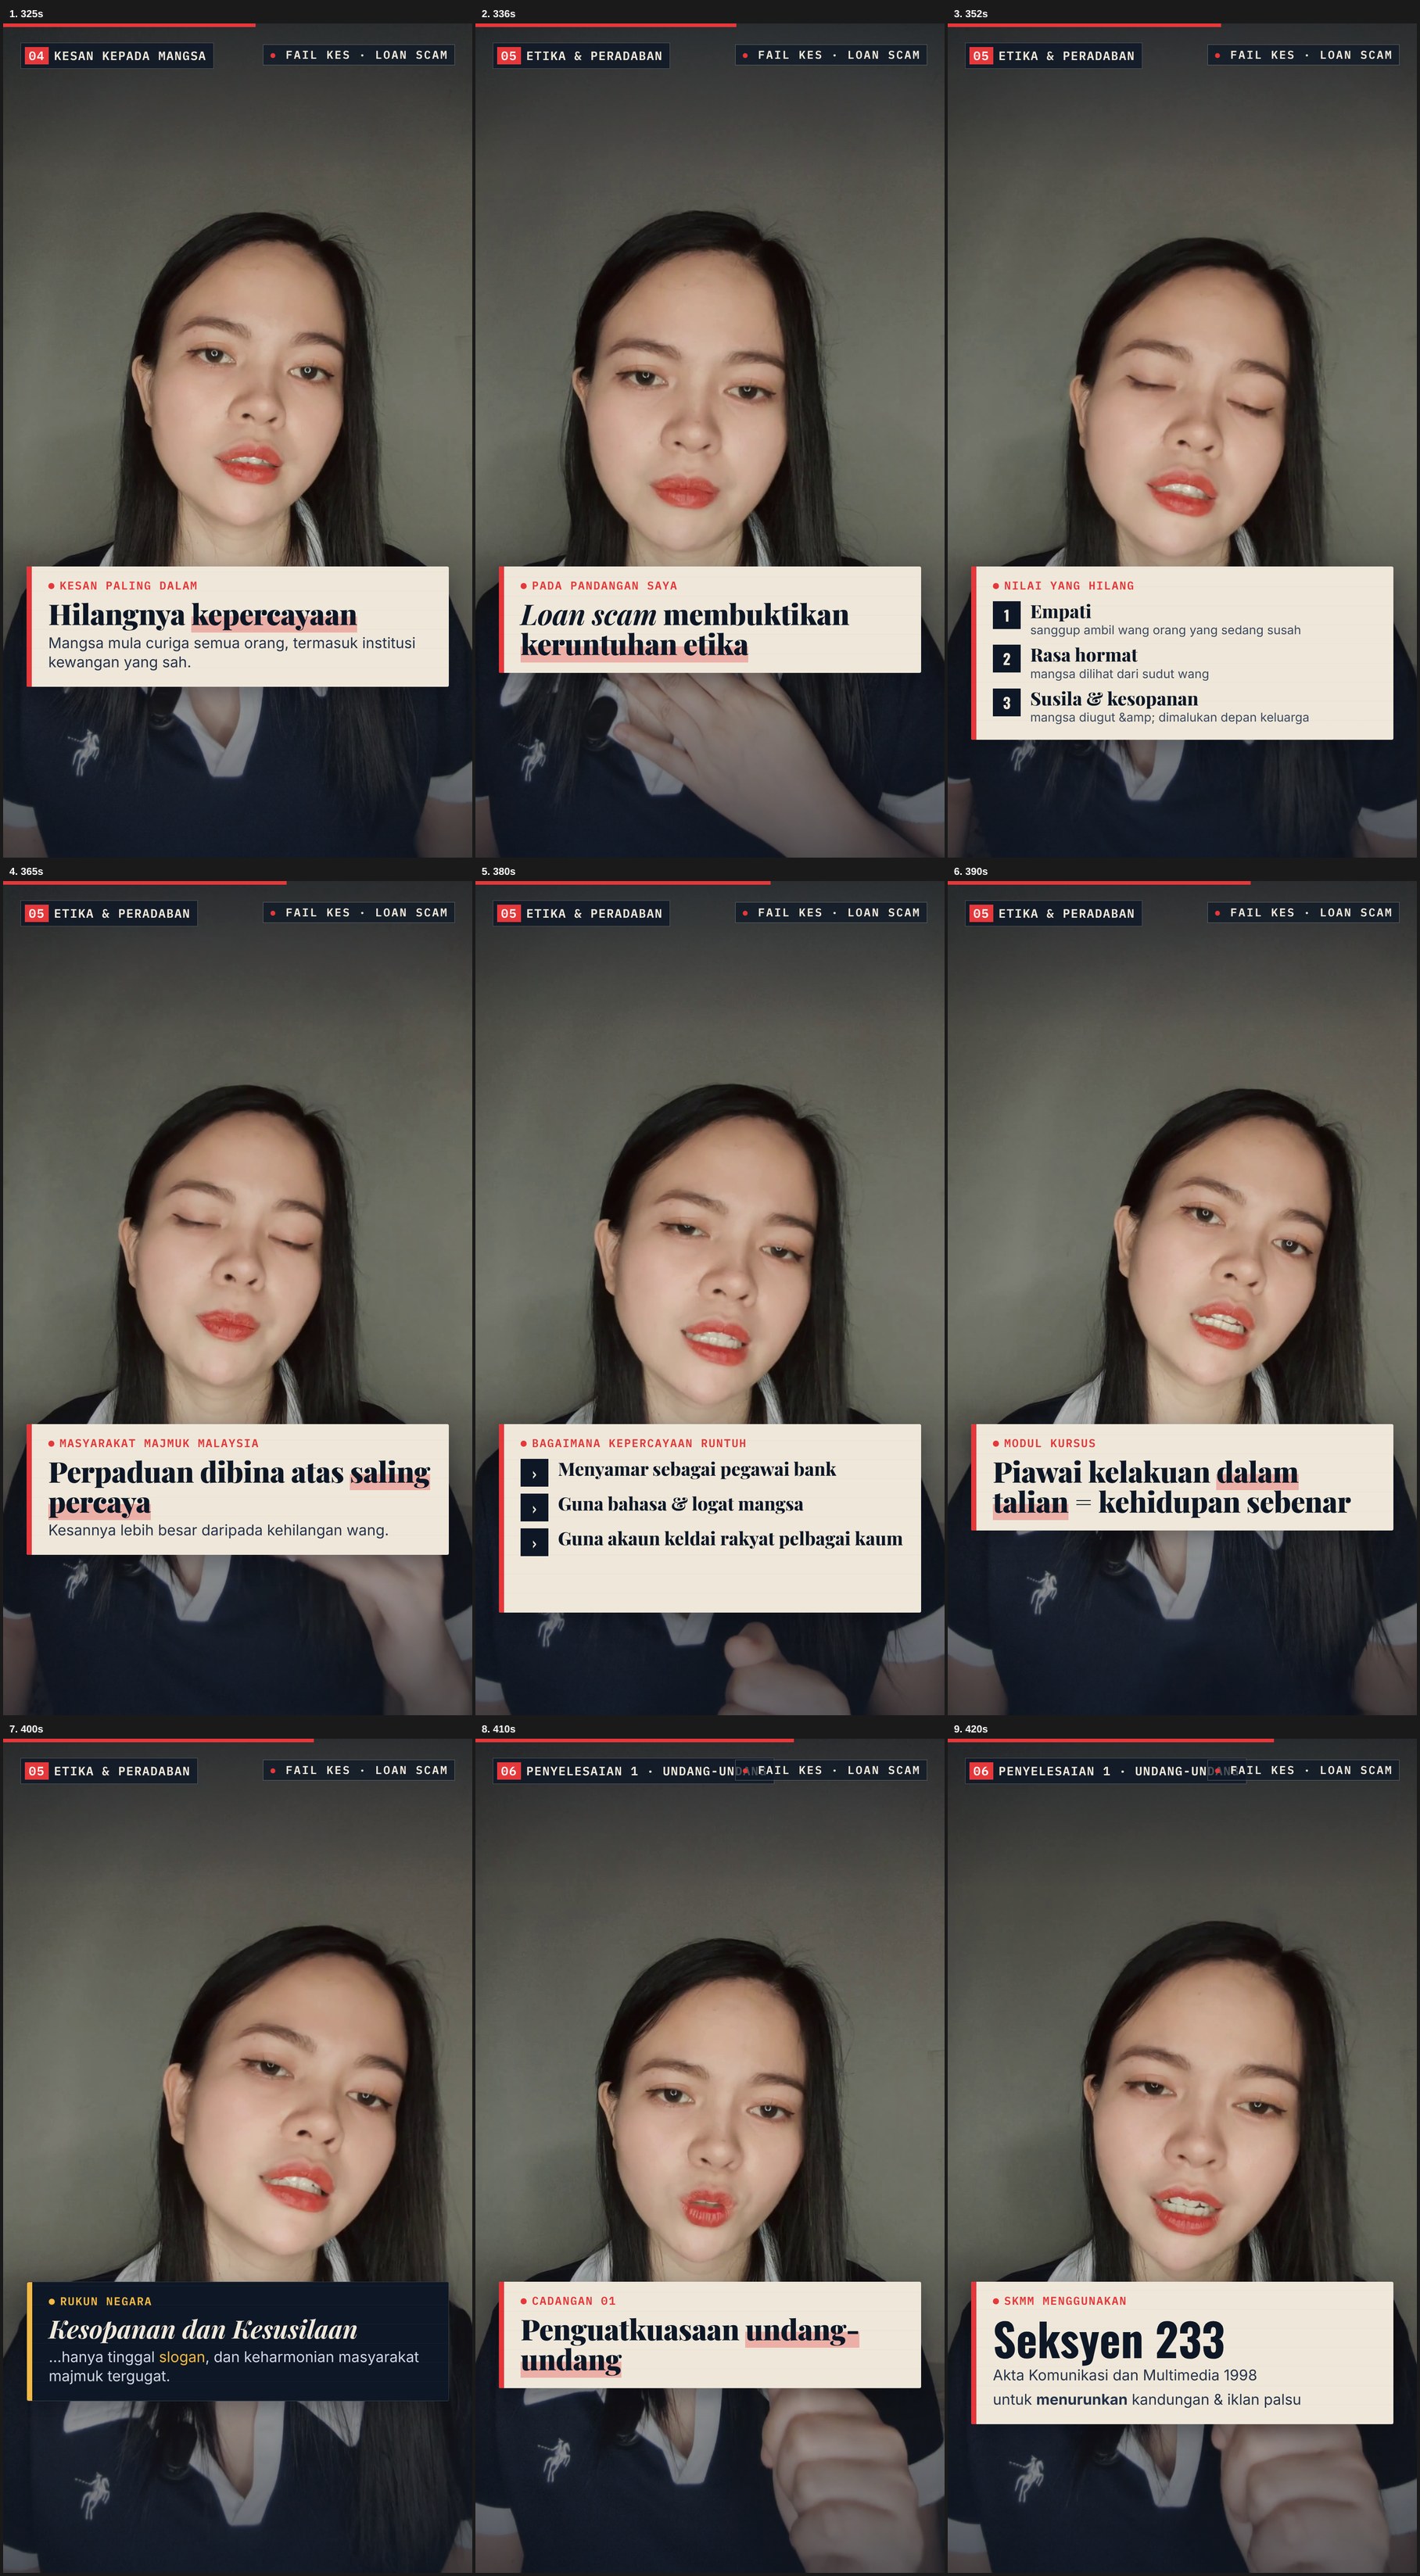 1. 325s
04 KESAN KEPADA MANGSA
• FAIL KES · LOAN SCAM
• KESAN PALING DALAM
Hilangnya kepercayaan
Mangsa mula curiga semua orang, termasuk institusi
kewangan yang sah.
2. 336s
05 ETIKA & PERADABAN
• FAIL KES · LOAN SCAM
• PADA PANDANGAN SAYA
Loan scam membuktikan
keruntuhan etika
3. 352s
05 ETIKA & PERADABAN
• FAIL KES · LOAN SCAM
• NILAI YANG HILANG
1 Empati
sanggup ambil wang orang yang sedang susah
2 Rasa hormat
mangsa dilihat dari sudut wang
3 Susila & kesopanan
mangsa diugut &amp; dimalukan depan keluarga
4. 365s
05 ETIKA & PERADABAN
• FAIL KES · LOAN SCAM
• MASYARAKAT MAJMUK MALAYSIA
Perpaduan dibina atas saling
percaya
Kesannya lebih besar daripada kehilangan wang.
5. 380s
05 ETIKA & PERADABAN
• FAIL KES · LOAN SCAM
• BAGAIMANA KEPERCAYAAN RUNTUH
› Menyamar sebagai pegawai bank
› Guna bahasa & logat mangsa
› Guna akaun keldai rakyat pelbagai kaum
6. 390s
05 ETIKA & PERADABAN
• FAIL KES · LOAN SCAM
• MODUL KURSUS
Piawai kelakuan dalam
talian = kehidupan sebenar
7. 400s
05 ETIKA & PERADABAN
• FAIL KES · LOAN SCAM
• RUKUN NEGARA
Kesopanan dan Kesusilaan
...hanya tinggal slogan, dan keharmonian masyarakat
majmuk tergugat.
8. 410s
06 PENYELESAIAN 1 · UNDANG-UNDANG
• FAIL KES · LOAN SCAM
• CADANGAN 01
Penguatkuasaan undang-
undang
9. 420s
06 PENYELESAIAN 1 · UNDANG-UNDANG
• FAIL KES · LOAN SCAM
• SKMM MENGGUNAKAN
Seksyen 233
Akta Komunikasi dan Multimedia 1998
untuk menurunkan kandungan & iklan palsu